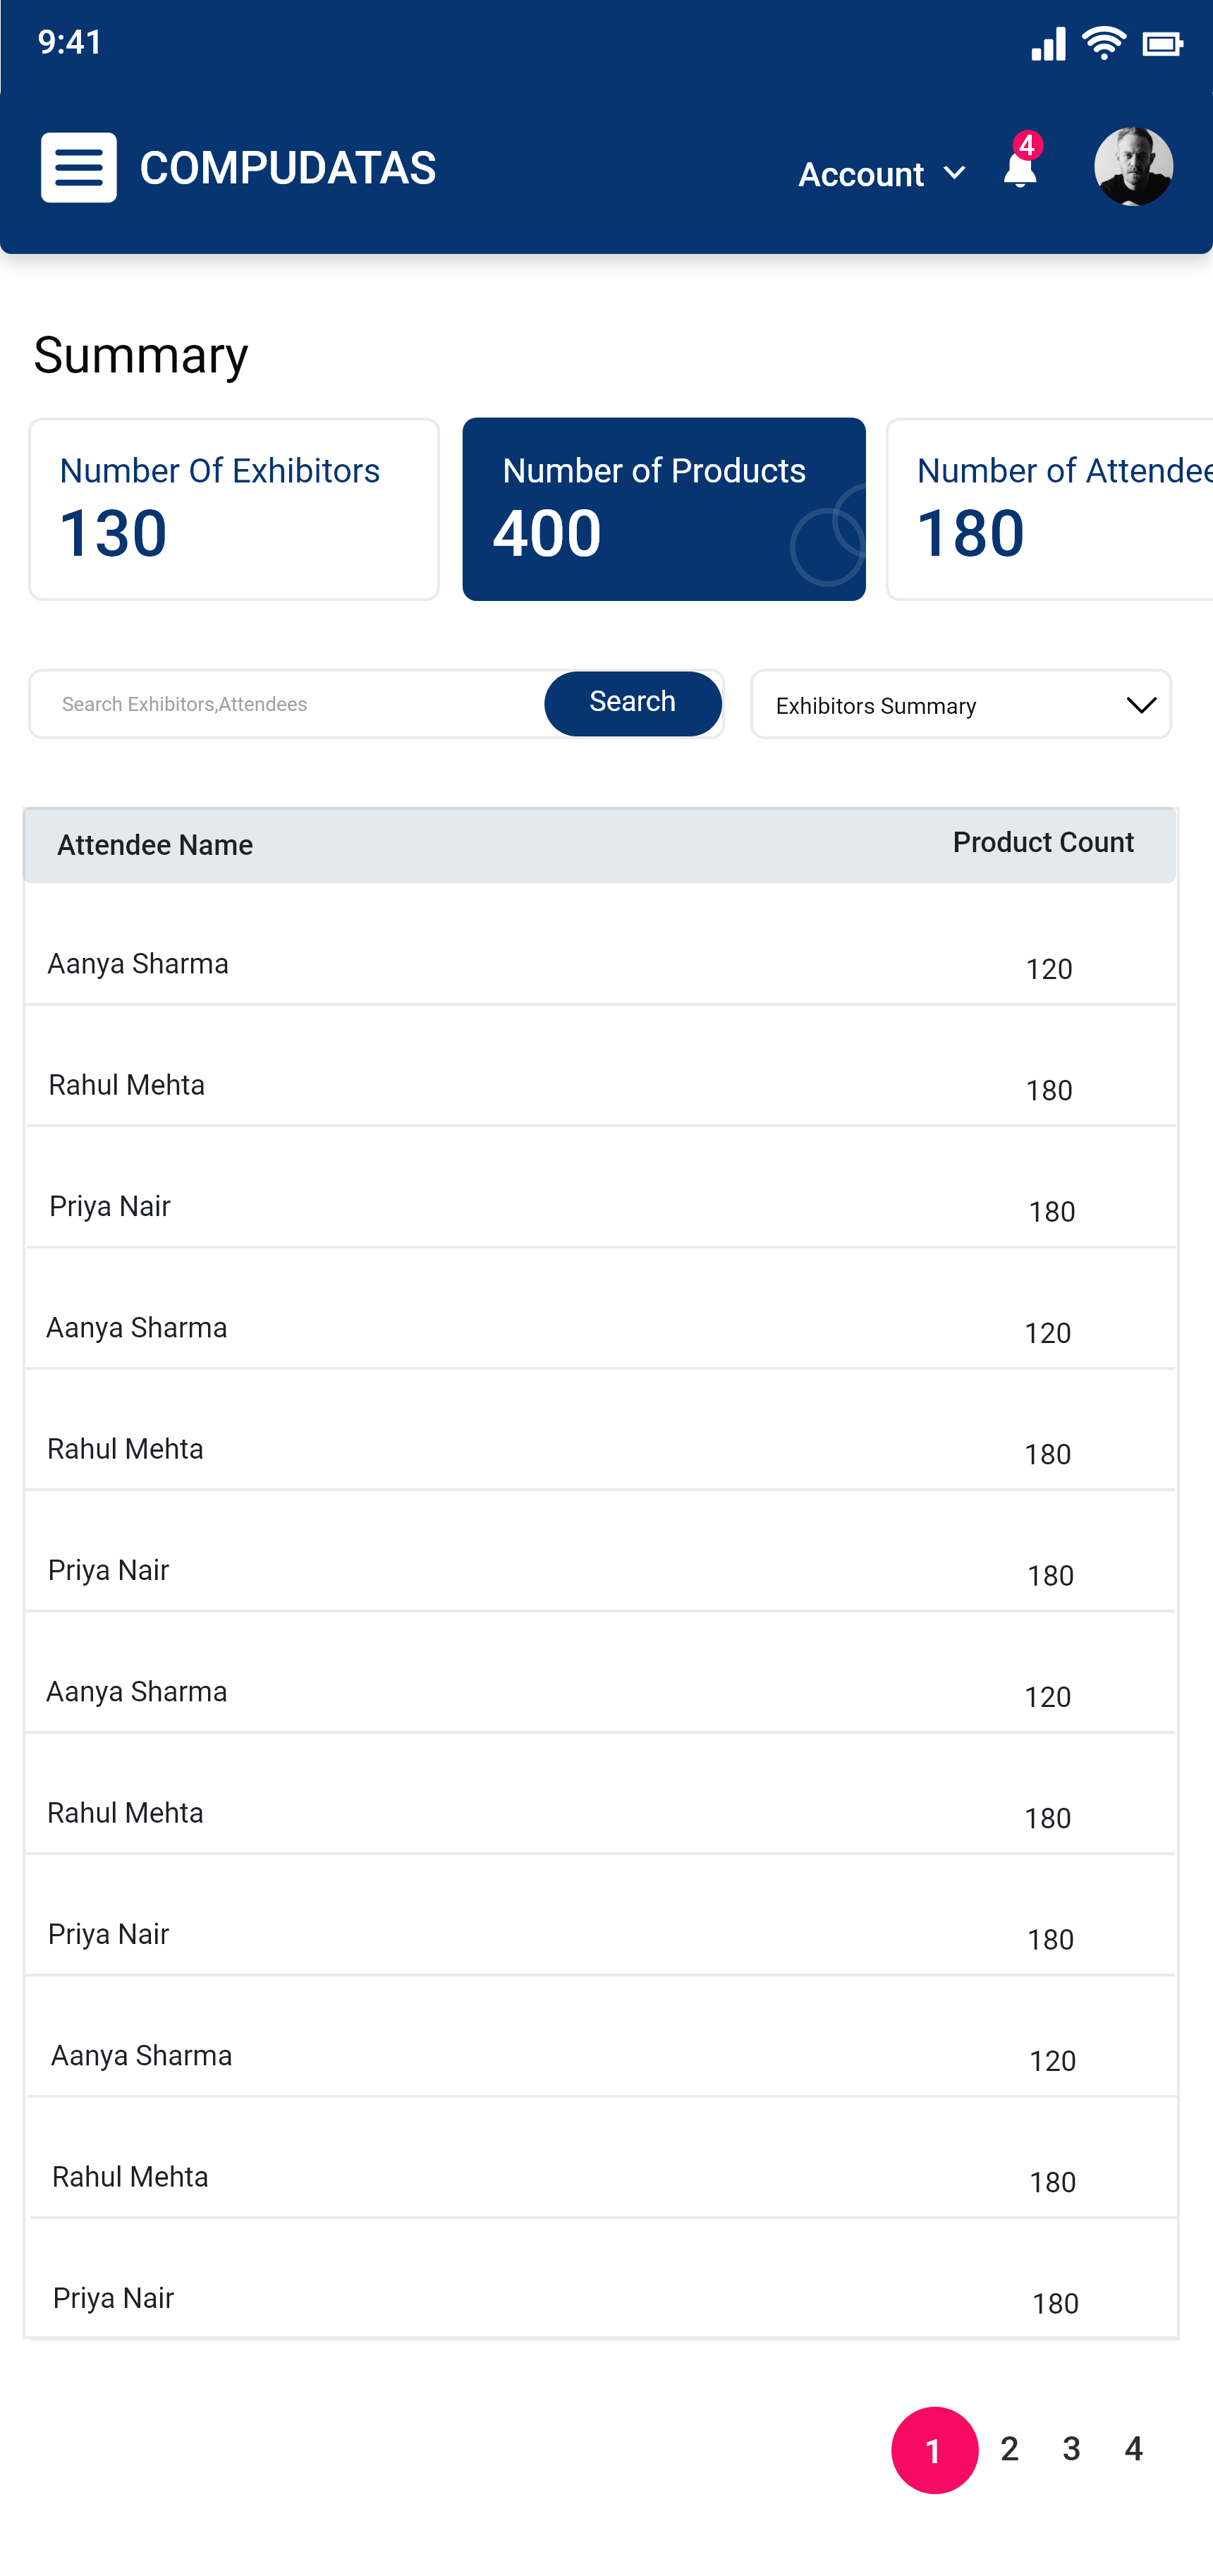 9:41
COMPUDATAS
Account
4
Summary
Number Of Exhibitors
130
Number of Products
400
Number of Attendee
180
Search Exhibitors,Attendees
Search
Exhibitors Summary
Attendee Name
Product Count
Aanya Sharma
120
Rahul Mehta
180
Priya Nair
180
Aanya Sharma
120
Rahul Mehta
180
Priya Nair
180
Aanya Sharma
120
Rahul Mehta
180
Priya Nair
180
Aanya Sharma
120
Rahul Mehta
180
Priya Nair
180
1 2 3 4